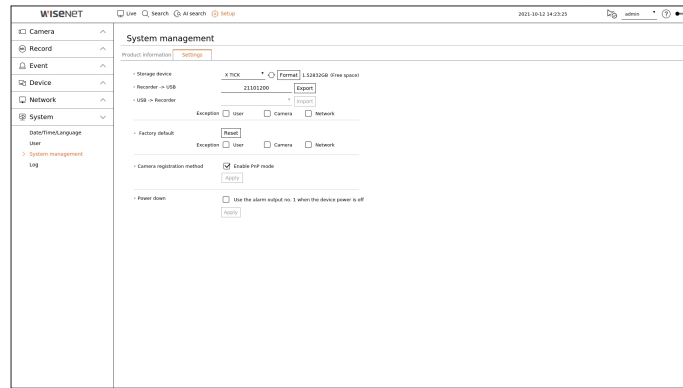 WISENET
Live Search AI search Setup 2021-10-12 14:23:25 admin ?
Camera
Record
Event
Device
Network
System
Date/Time/Language
User
> System management
Log
System management
Product information Settings
Storage device X TICK Format 1.52832GB (Free space)
Recorder -> USB 21101200 Export
USB -> Recorder Import
Exception User Camera Network
Factory default Reset
Exception User Camera Network
Camera registration method Enable PnP mode
Apply
Power down Use the alarm output no. 1 when the device power is off
Apply